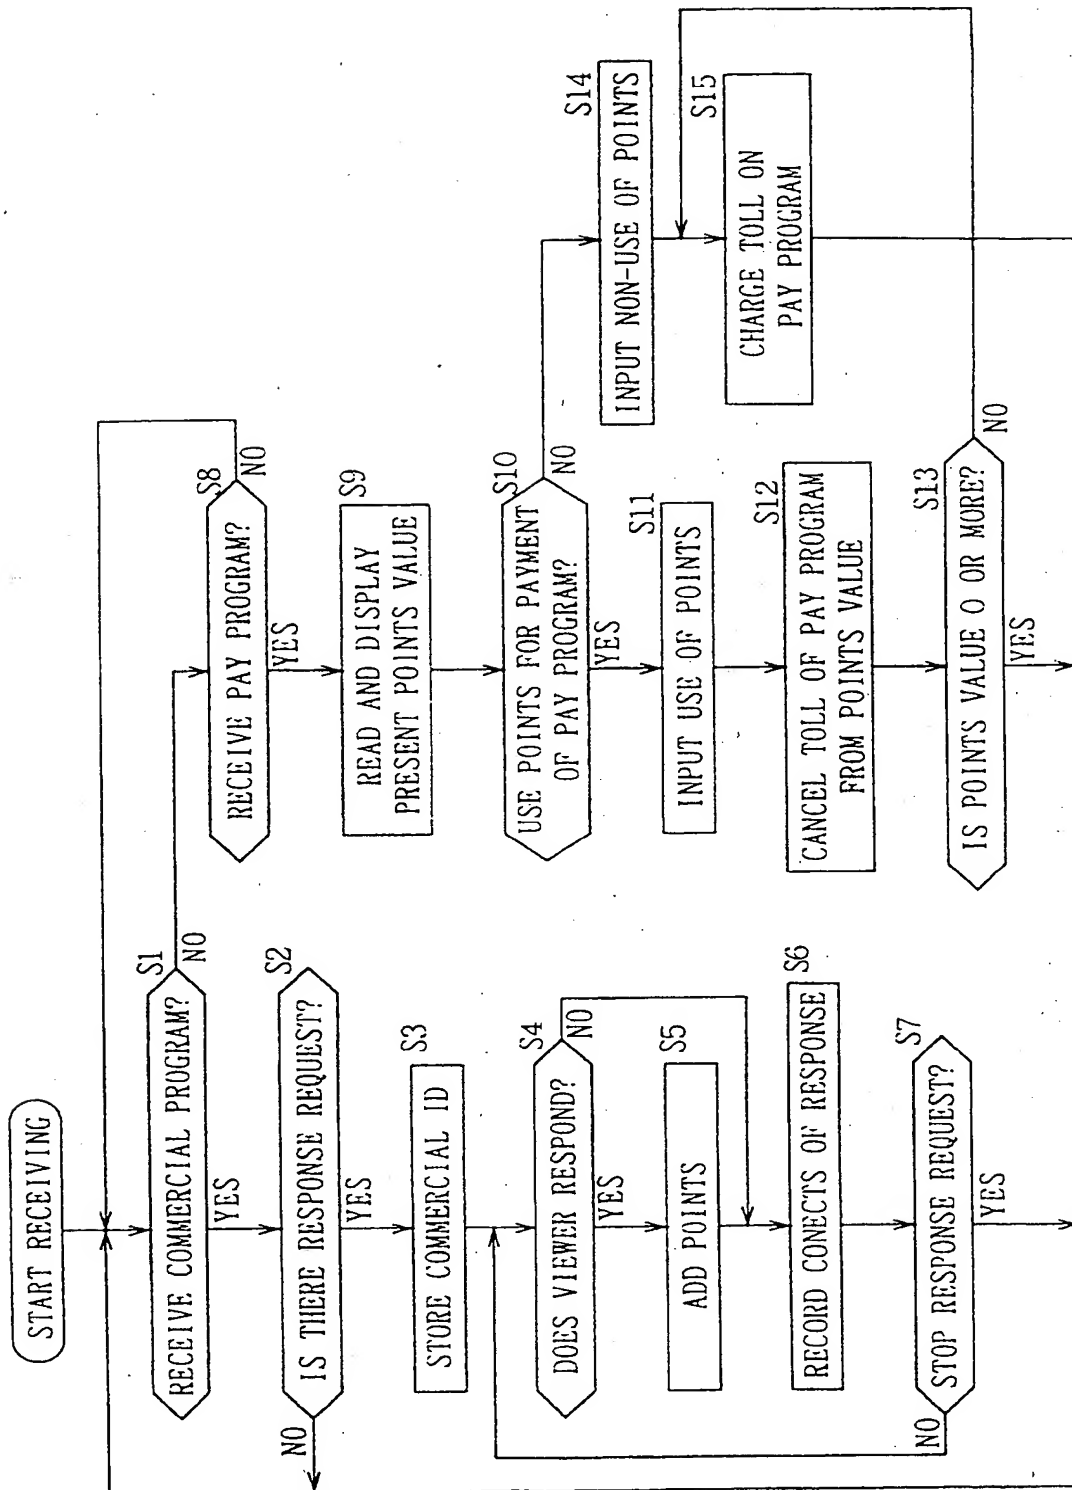 START RECEIVING
S1
RECEIVE COMMERCIAL PROGRAM?
NO
YES
S2
IS THERE RESPONSE REQUEST?
NO
YES
S3
STORE COMMERCIAL ID
S4
DOES VIEWER RESPOND?
NO
YES
S5
ADD POINTS
S6
RECORD CONECTS OF RESPONSE
S7
STOP RESPONSE REQUEST?
NO
YES
S8
RECEIVE PAY PROGRAM?
NO
YES
S9
READ AND DISPLAY
PRESENT POINTS VALUE
S10
USE POINTS FOR PAYMENT
OF PAY PROGRAM?
NO
YES
S11
INPUT USE OF POINTS
S12
CANCEL TOLL OF PAY PROGRAM
FROM POINTS VALUE
S13
IS POINTS VALUE O OR MORE?
NO
YES
S14
INPUT NON-USE OF POINTS
S15
CHARGE TOLL ON
PAY PROGRAM